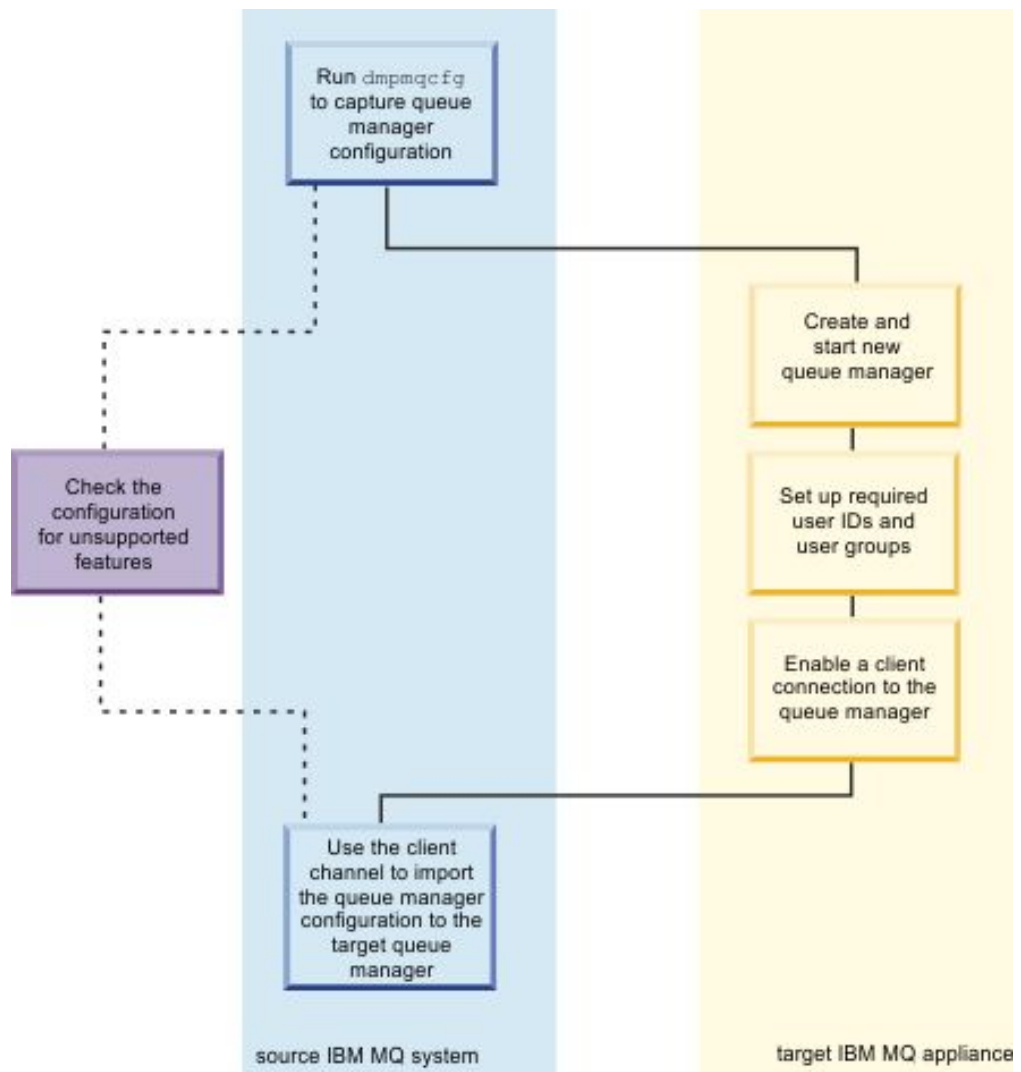 Run dmpmqcfg
to capture queue
manager
configuration
Create and
start new
queue manager
Check the
configuration
for unsupported
features
Set up required
user IDs and
user groups
Enable a client
connection to the
queue manager
Use the client
channel to import
the queue manager
configuration to the
target queue
manager
source IBM MQ system
target IBM MQ appliance